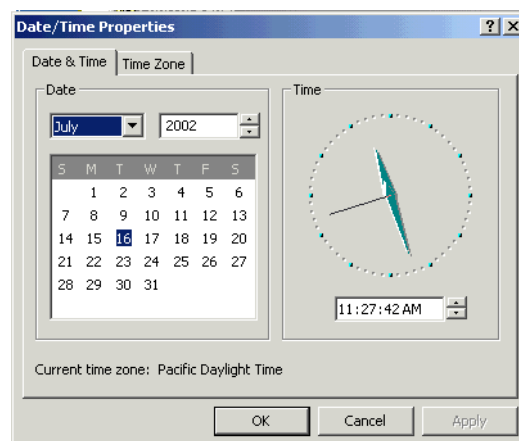 Date/Time Properties
Date & Time
Time Zone
Date
July
2002
S M T W T F S
1 2 3 4 5 6
7 8 9 10 11 12 13
14 15 16 17 18 19 20
21 22 23 24 25 26 27
28 29 30 31
Time
11:27:42 AM
Current time zone: Pacific Daylight Time
OK
Cancel
Apply